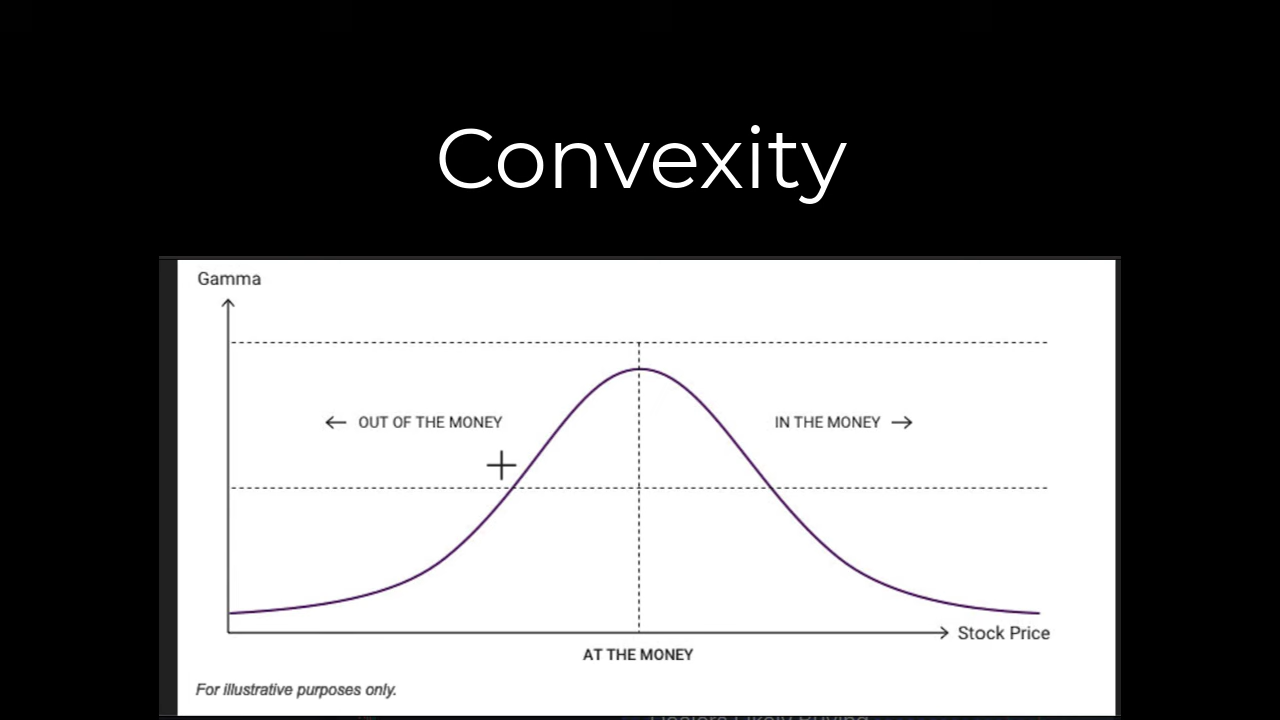 Convexity
Gamma
← OUT OF THE MONEY
IN THE MONEY →
Stock Price
AT THE MONEY
For illustrative purposes only.